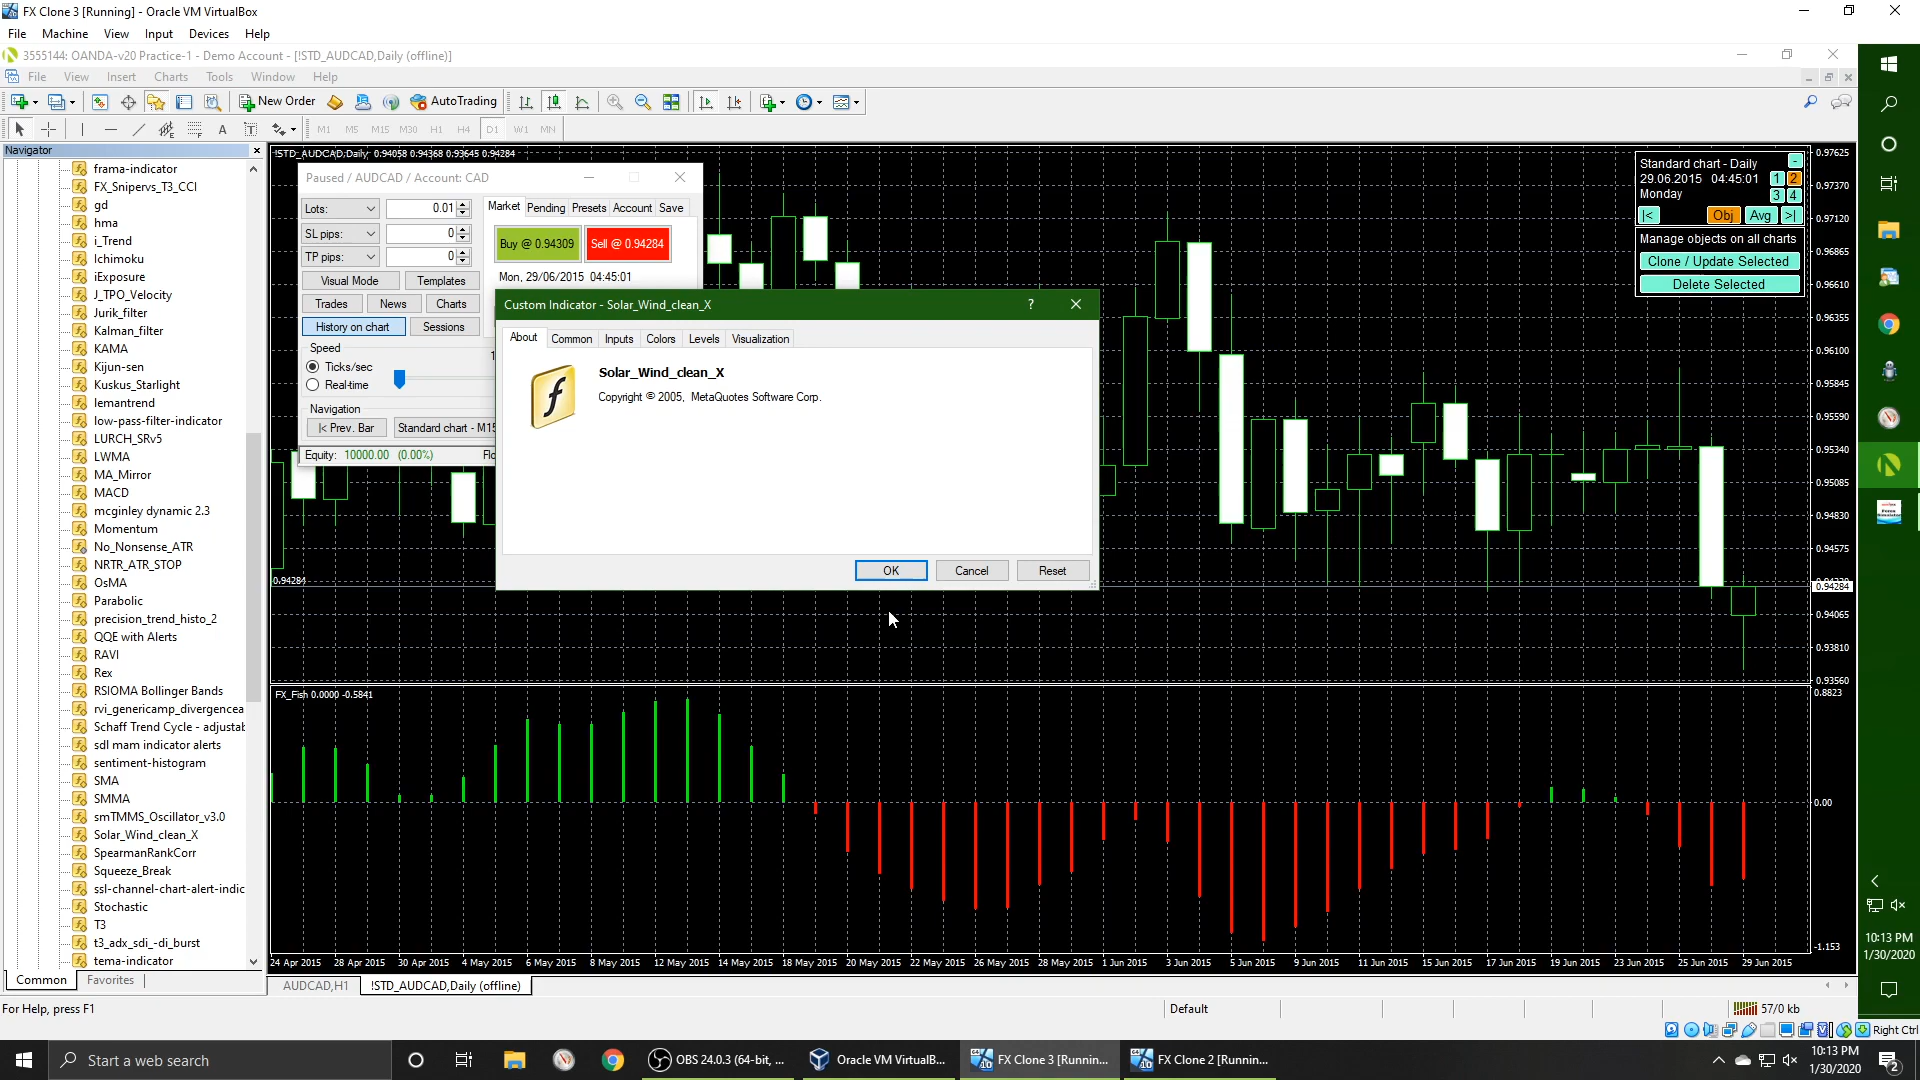 FX Clone 3 [Running] - Oracle VM VirtualBox
File Machine View Input Devices Help
3555144: OANDA-v20 Practice-1 - Demo Account - [!STD_AUDCAD,Daily (offline)]
File View Insert Charts Tools Window Help
New Order AutoTrading
A T M1 M5 M15 M30 H1 H4 D1 W1 MN
Navigator
frama-indicator
FX_Snipervs_T3_CCI
gd
hma
i_Trend
Ichimoku
iExposure
J_TPO_Velocity
Jurik_filter
Kalman_filter
KAMA
Kijun-sen
Kuskus_Starlight
lemantrend
low-pass-filter-indicator
LURCH_SRv5
LWMA
MA_Mirror
MACD
mcginley dynamic 2.3
Momentum
No_Nonsense_ATR
NRTR_ATR_STOP
OsMA
Parabolic
precision_trend_histo_2
QQE with Alerts
RAVI
Rex
RSIOMA Bollinger Bands
rvi_genericamp_divergencea
Schaff Trend Cycle - adjustab
sdl mam indicator alerts
sentiment-histogram
SMA
SMMA
smTMMS_Oscillator_v3.0
Solar_Wind_clean_X
SpearmanRankCorr
Squeeze_Break
ssl-channel-chart-alert-indic
Stochastic
T3
t3_adx_sdi_-di_burst
tema-indicator
Common Favorites
!STD_AUDCAD,Daily 0.94058 0.94368 0.93645 0.94284
Paused / AUDCAD / Account: CAD
Lots: 0.01
SL pips: 0
TP pips: 0
Visual Mode Templates
Trades News Charts
History on chart Sessions
Speed
Ticks/sec
Realtime
Navigation
|< Prev. Bar Standard chart - M15
Equity: 10000.00 (0.00%) Flo
Market Pending Presets Account Save
Buy @ 0.94309 Sell @ 0.94284
Mon, 29/06/2015 04:45:01
Custom Indicator - Solar_Wind_clean_X ?
About Common Inputs Colors Levels Visualization
Solar_Wind_clean_X
Copyright © 2005, MetaQuotes Software Corp.
OK Cancel Reset
Standard chart - Daily -
29.06.2015 04:45:01 1 2
Monday 3 4
|< Obj Avg >|
Manage objects on all charts
Clone / Update Selected
Delete Selected
0.97625
0.97370
0.97120
0.96865
0.96610
0.96355
0.96100
0.95845
0.95590
0.95340
0.95085
0.94830
0.94575
0.94284
0.94065
0.93810
0.93560
0.94284
FX_Fish 0.0000 -0.5841
0.8823
0.00
-1.153
24 Apr 2015 28 Apr 2015 30 Apr 2015 4 May 2015 6 May 2015 8 May 2015 12 May 2015 14 May 2015 18 May 2015 20 May 2015 22 May 2015 26 May 2015 28 May 2015 1 Jun 2015 3 Jun 2015 5 Jun 2015 9 Jun 2015 11 Jun 2015 15 Jun 2015 17 Jun 2015 19 Jun 2015 23 Jun 2015 25 Jun 2015 29 Jun 2015
AUDCAD,H1 !STD_AUDCAD,Daily (offline)
For Help, press F1 Default 57/0 kb
10:13 PM
1/30/2020
Right Ctrl
Start a web search
OBS 24.0.3 (64-bit, ...
Oracle VM VirtualB...
FX Clone 3 [Runnin...
FX Clone 2 [Runnin...
10:13 PM
1/30/2020
2